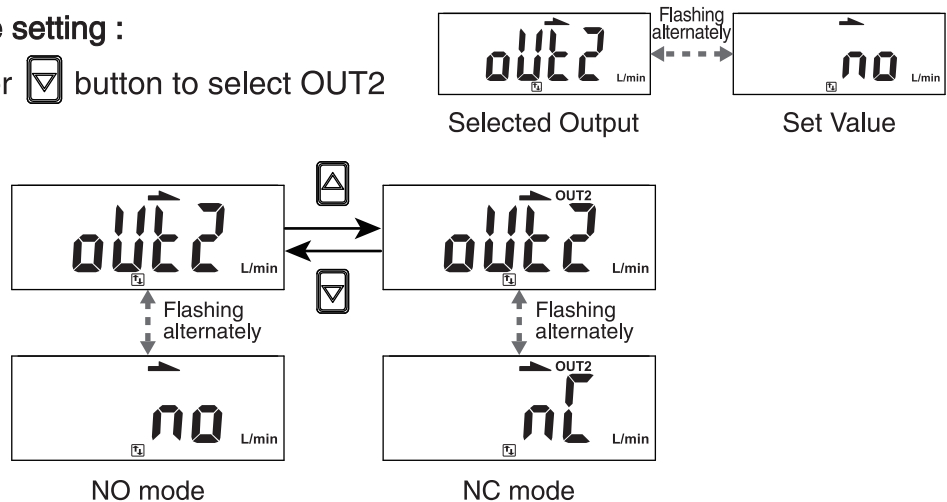 e setting :
r button to select OUT2
oUt2 L/min
Flashing
alternately
no L/min
Selected Output
Set Value
oUt2 L/min
OUT2
oUt2 L/min
Flashing
alternately
Flashing
alternately
no L/min
OUT2
nC L/min
NO mode
NC mode